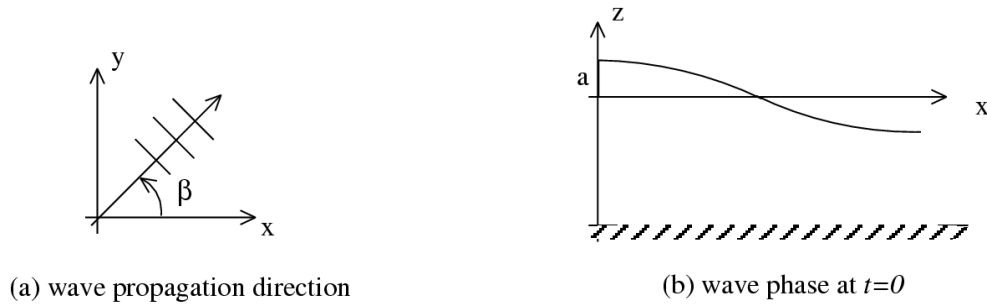 y
β
x
(a) wave propagation direction
z
a
x
(b) wave phase at t=0